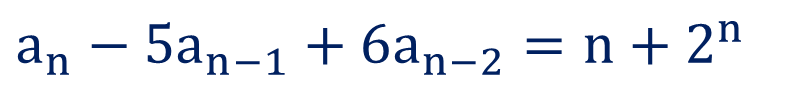 aₙ − 5aₙ₋₁ + 6aₙ₋₂ = n + 2ⁿ